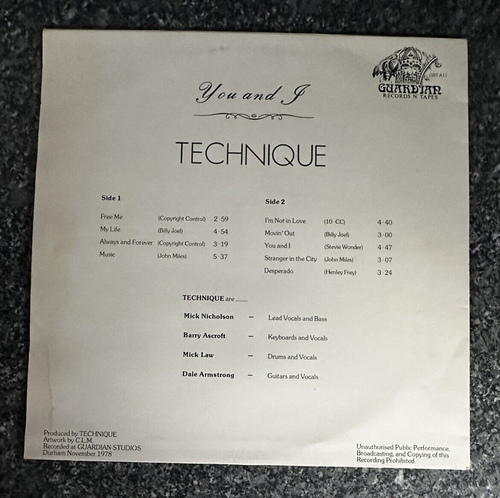 You and I
GRS A11
GUARDIAN
RECORDS N' TAPES
TECHNIQUE
Side 1
Free Me (Copyright Control) 2·59
My Life (Billy Joel) 4·54
Always and Forever (Copyright Control) 3·19
Music (John Miles) 5·37
Side 2
I'm Not in Love (10·CC) 4·40
Movin' Out (Billy Joel) 3·00
You and I (Stevie Wonder) 4·47
Stranger in the City (John Miles) 3·07
Desperado (Henley Frey) 3·24
TECHNIQUE are ......
Mick Nicholson – Lead Vocals and Bass
Barry Ascroft – Keyboards and Vocals
Mick Law – Drums and Vocals
Dale Armstrong – Guitars and Vocals
Produced by TECHNIQUE
Artwork by C.L.M.
Recorded at GUARDIAN STUDIOS
Durham November 1978
Unauthorised Public Performance,
Broadcasting, and Copying of this
Recording Prohibited.